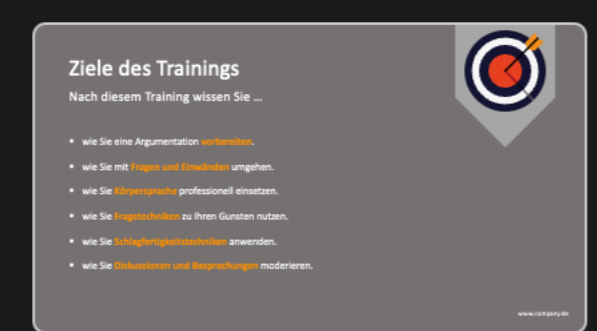 Ziele des Trainings
Nach diesem Training wissen Sie ...
▪ wie Sie eine Argumentation vorbereiten.
▪ wie Sie mit Fragen und Einwänden umgehen.
▪ wie Sie Körpersprache professionell einsetzen.
▪ wie Sie Fragetechniken zu Ihren Gunsten nutzen.
▪ wie Sie Schlagfertigkeitstechniken anwenden.
▪ wie Sie Diskussionen und Besprechungen moderieren.
www.company.de